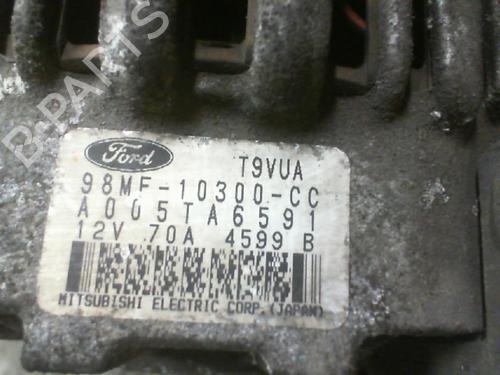 B-PARTS
Ford
T9VUA
98MF-10300-CC
A005TA6591
12V 70A 4599 B
MITSUBISHI ELECTRIC CORP.(JAPAN)